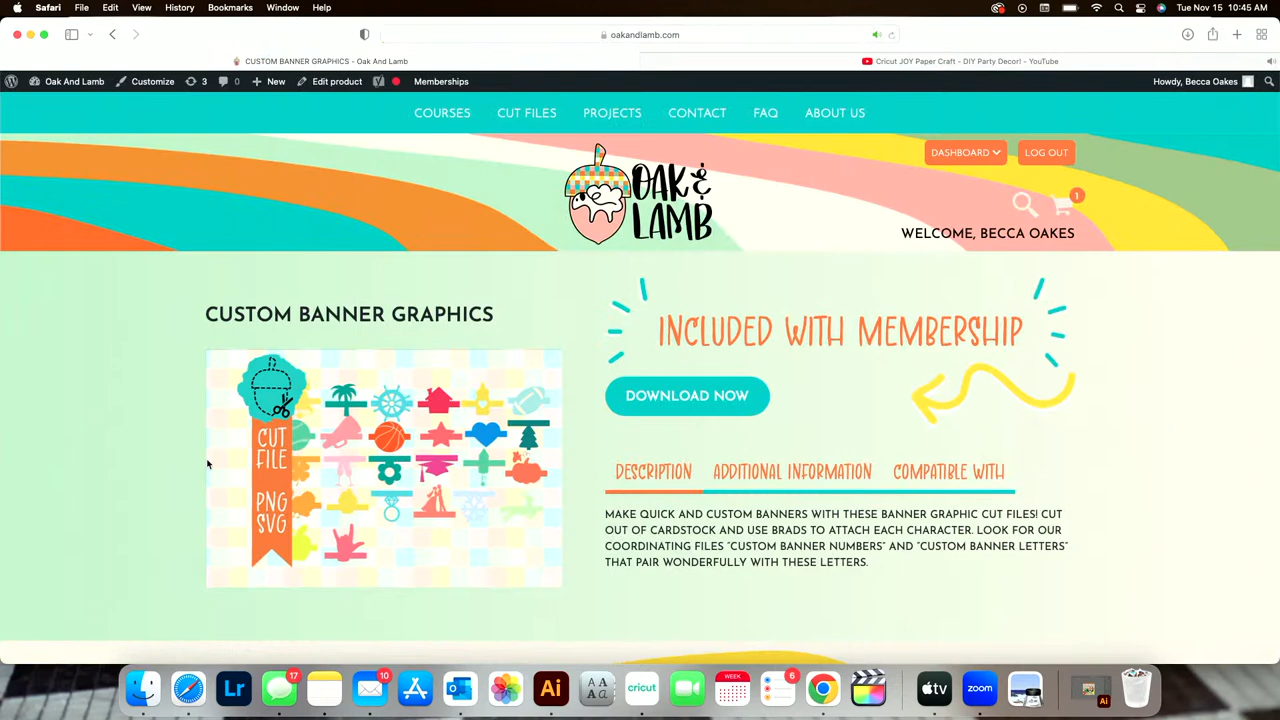 Safari File Edit View History Bookmarks Window Help Tue Nov 15 10:45 AM
oakandlamb.com
CUSTOM BANNER GRAPHICS - Oak And Lamb Cricut JOY Paper Craft - DIY Party Decor! - YouTube
Oak And Lamb Customize 3 0 New Edit product Memberships Howdy, Becca Oakes
COURSES CUT FILES PROJECTS CONTACT FAQ ABOUT US
DASHBOARD LOG OUT
OAK &
LAMB
1
WELCOME, BECCA OAKES
CUSTOM BANNER GRAPHICS
INCLUDED WITH MEMBERSHIP
DOWNLOAD NOW
CUT
FILE
PNG
SVG
DESCRIPTION ADDITIONAL INFORMATION COMPATIBLE WITH
MAKE QUICK AND CUSTOM BANNERS WITH THESE BANNER GRAPHIC CUT FILES! CUT
OUT OF CARDSTOCK AND USE BRADS TO ATTACH EACH CHARACTER. LOOK FOR OUR
COORDINATING FILES "CUSTOM BANNER NUMBERS" AND "CUSTOM BANNER LETTERS"
THAT PAIR WONDERFULLY WITH THESE LETTERS.
17 10 6
Lr Ai AA Aa cricut WEEK tv zoom Ai